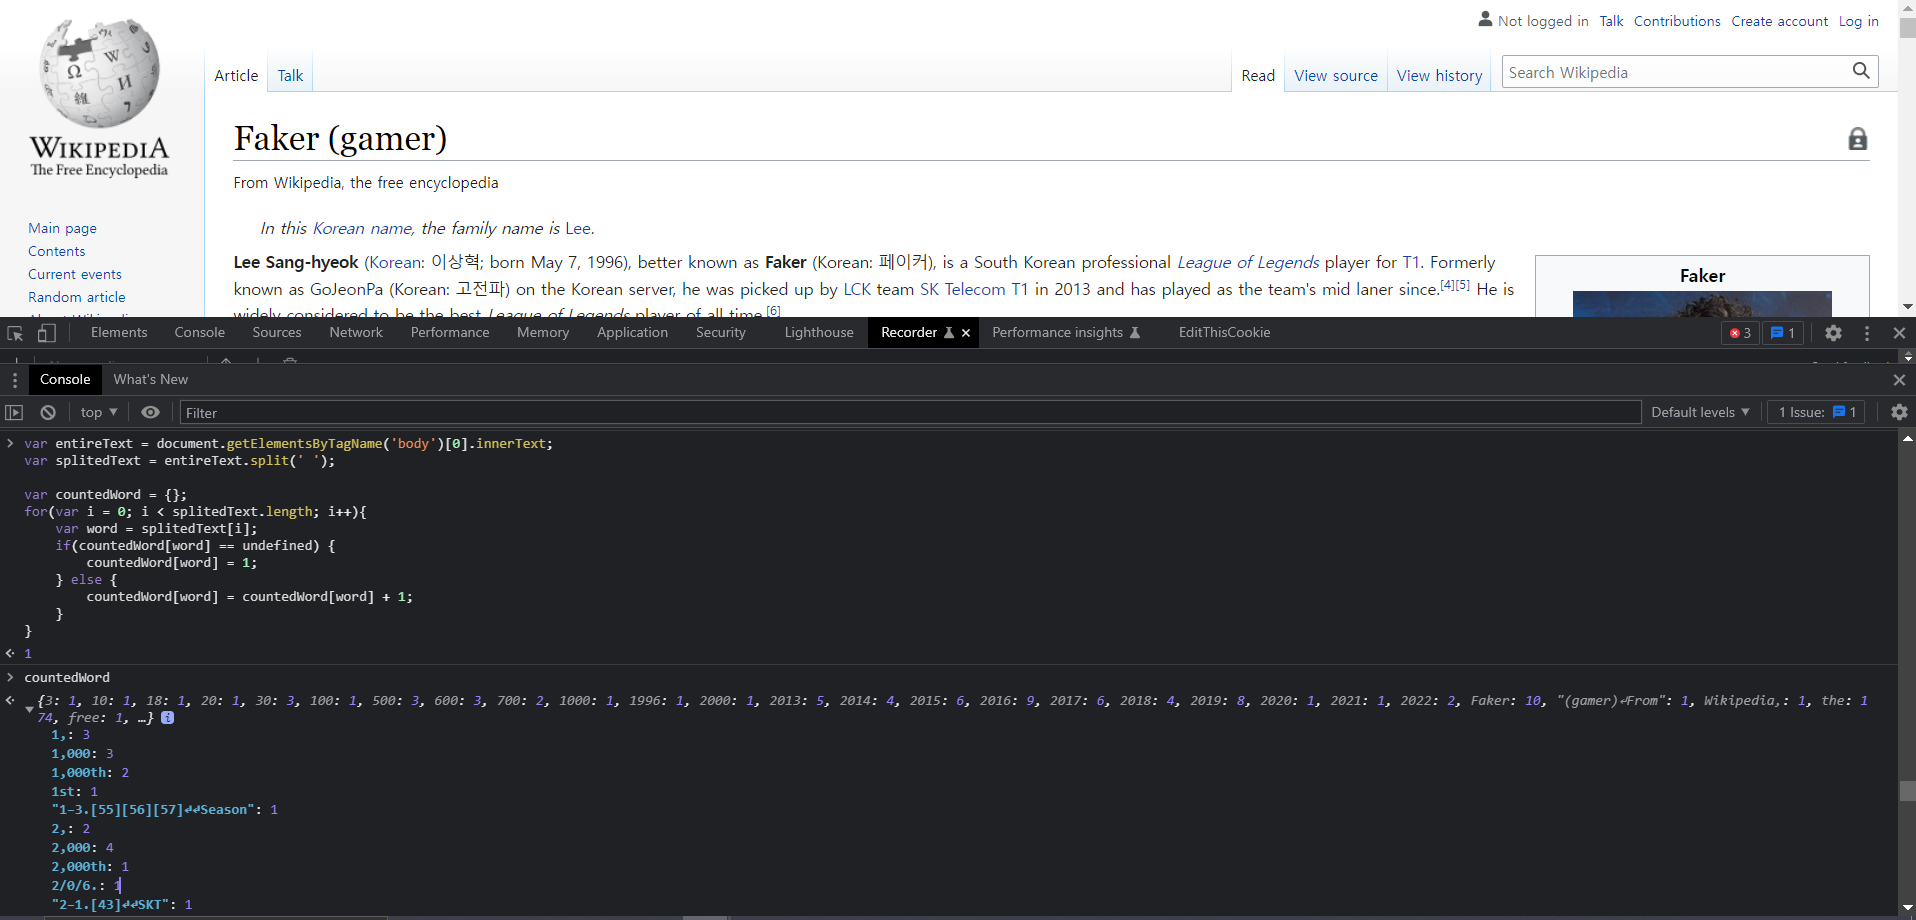 Not logged in Talk Contributions Create account Log in
Article Talk Read View source View history Search Wikipedia
WIKIPEDIA
The Free Encyclopedia
Faker (gamer)
From Wikipedia, the free encyclopedia
In this Korean name, the family name is Lee.
Main page
Contents
Current events
Random article
Lee Sang-hyeok (Korean: 이상혁; born May 7, 1996), better known as Faker (Korean: 페이커), is a South Korean professional League of Legends player for T1. Formerly
known as GoJeonPa (Korean: 고전파) on the Korean server, he was picked up by LCK team SK Telecom T1 in 2013 and has played as the team's mid laner since.[4][5] He is
widely considered to be the best League of Legends player of all time.[6]
Faker
Elements Console Sources Network Performance Memory Application Security Lighthouse Recorder Performance insights EditThisCookie 3 1
Console What's New
top Filter Default levels 1 Issue: 1
var entireText = document.getElementsByTagName('body')[0].innerText;
var splitedText = entireText.split(' ');
var countedWord = {};
for(var i = 0; i < splitedText.length; i++){
var word = splitedText[i];
if(countedWord[word] == undefined) {
countedWord[word] = 1;
} else {
countedWord[word] = countedWord[word] + 1;
}
}
1
countedWord
{3: 1, 10: 1, 18: 1, 20: 1, 30: 3, 100: 1, 500: 3, 600: 3, 700: 2, 1000: 1, 1996: 1, 2000: 1, 2013: 5, 2014: 4, 2015: 6, 2016: 9, 2017: 6, 2018: 4, 2019: 8, 2020: 1, 2021: 1, 2022: 2, Faker: 10, "(gamer)↵From": 1, Wikipedia,: 1, the: 1
74, free: 1, …}
1,: 3
1,000: 3
1,000th: 2
1st: 1
"1–3.[55][56][57]↵↵Season": 1
2,: 2
2,000: 4
2,000th: 1
2/0/6.: 1
"2–1.[43]↵↵SKT": 1